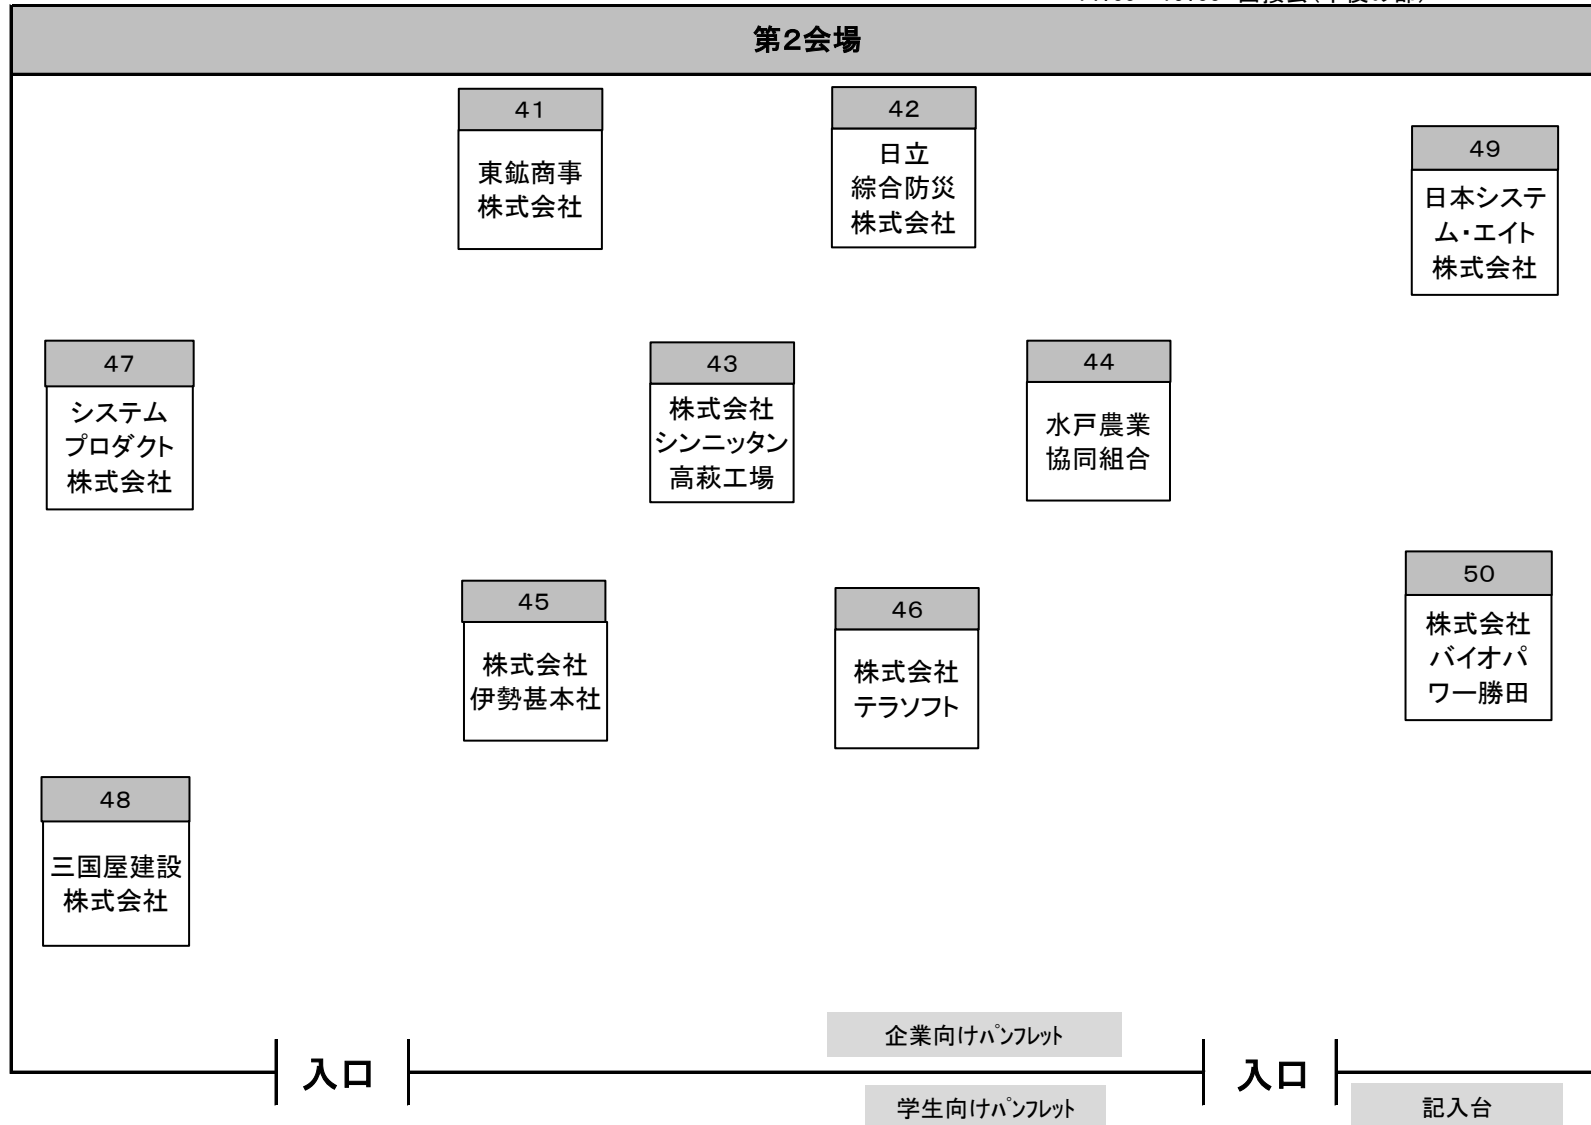 第2会場
41
東鉱商事
株式会社
42
日立
綜合防災
株式会社
49
日本システ
ム・エイト
株式会社
47
システム
プロダクト
株式会社
43
株式会社
シンニッタン
高萩工場
44
水戸農業
協同組合
45
株式会社
伊勢甚本社
46
株式会社
テラソフト
50
株式会社
バイオパ
ワー勝田
48
三国屋建設
株式会社
企業向けパンフレット
入口
入口
学生向けパンフレット
記入台